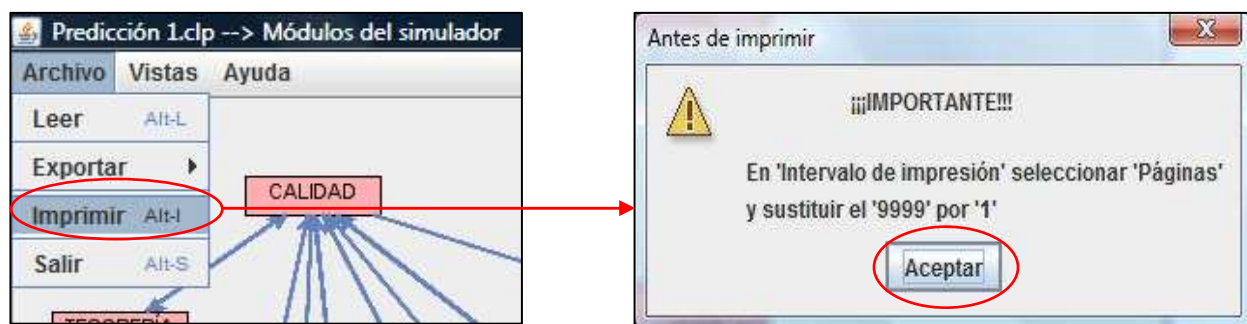 Predicción 1.clp --> Módulos del simulador
Archivo Vistas Ayuda
Leer Alt-L
Exportar
Imprimir Alt-I
Salir Alt-S
CALIDAD
TESORERÍA
Antes de imprimir
¡¡¡IMPORTANTE!!!
En 'Intervalo de impresión' seleccionar 'Páginas'
y sustituir el '9999' por '1'
Aceptar